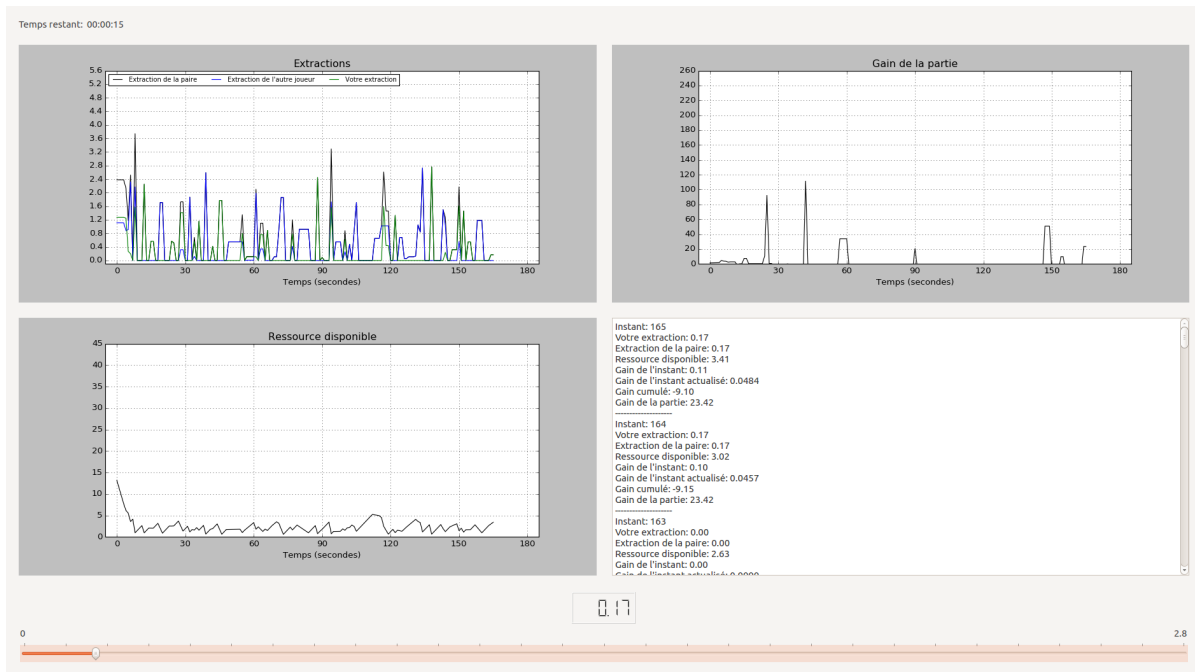 Temps restant: 00:00:15
Extractions
Extraction de la paire
Extraction de l'autre joueur
Votre extraction
5.6
5.2
4.8
4.4
4.0
3.6
3.2
2.8
2.4
2.0
1.6
1.2
0.8
0.4
0.0
0 30 60 90 120 150 180
Temps (secondes)
Gain de la partie
260
240
220
200
180
160
140
120
100
80
60
40
20
0
0 30 60 90 120 150 180
Temps (secondes)
Ressource disponible
45
40
35
30
25
20
15
10
5
0
0 30 60 90 120 150 180
Temps (secondes)
Instant: 165
Votre extraction: 0.17
Extraction de la paire: 0.17
Ressource disponible: 3.41
Gain de l'instant: 0.11
Gain de l'instant actualisé: 0.0484
Gain cumulé: -9.10
Gain de la partie: 23.42
--------------------
Instant: 164
Votre extraction: 0.17
Extraction de la paire: 0.17
Ressource disponible: 3.02
Gain de l'instant: 0.10
Gain de l'instant actualisé: 0.0457
Gain cumulé: -9.15
Gain de la partie: 23.42
--------------------
Instant: 163
Votre extraction: 0.00
Extraction de la paire: 0.00
Ressource disponible: 2.63
Gain de l'instant: 0.00
Gain de l'instant actualisé: 0.0000
0.17
0
2.8